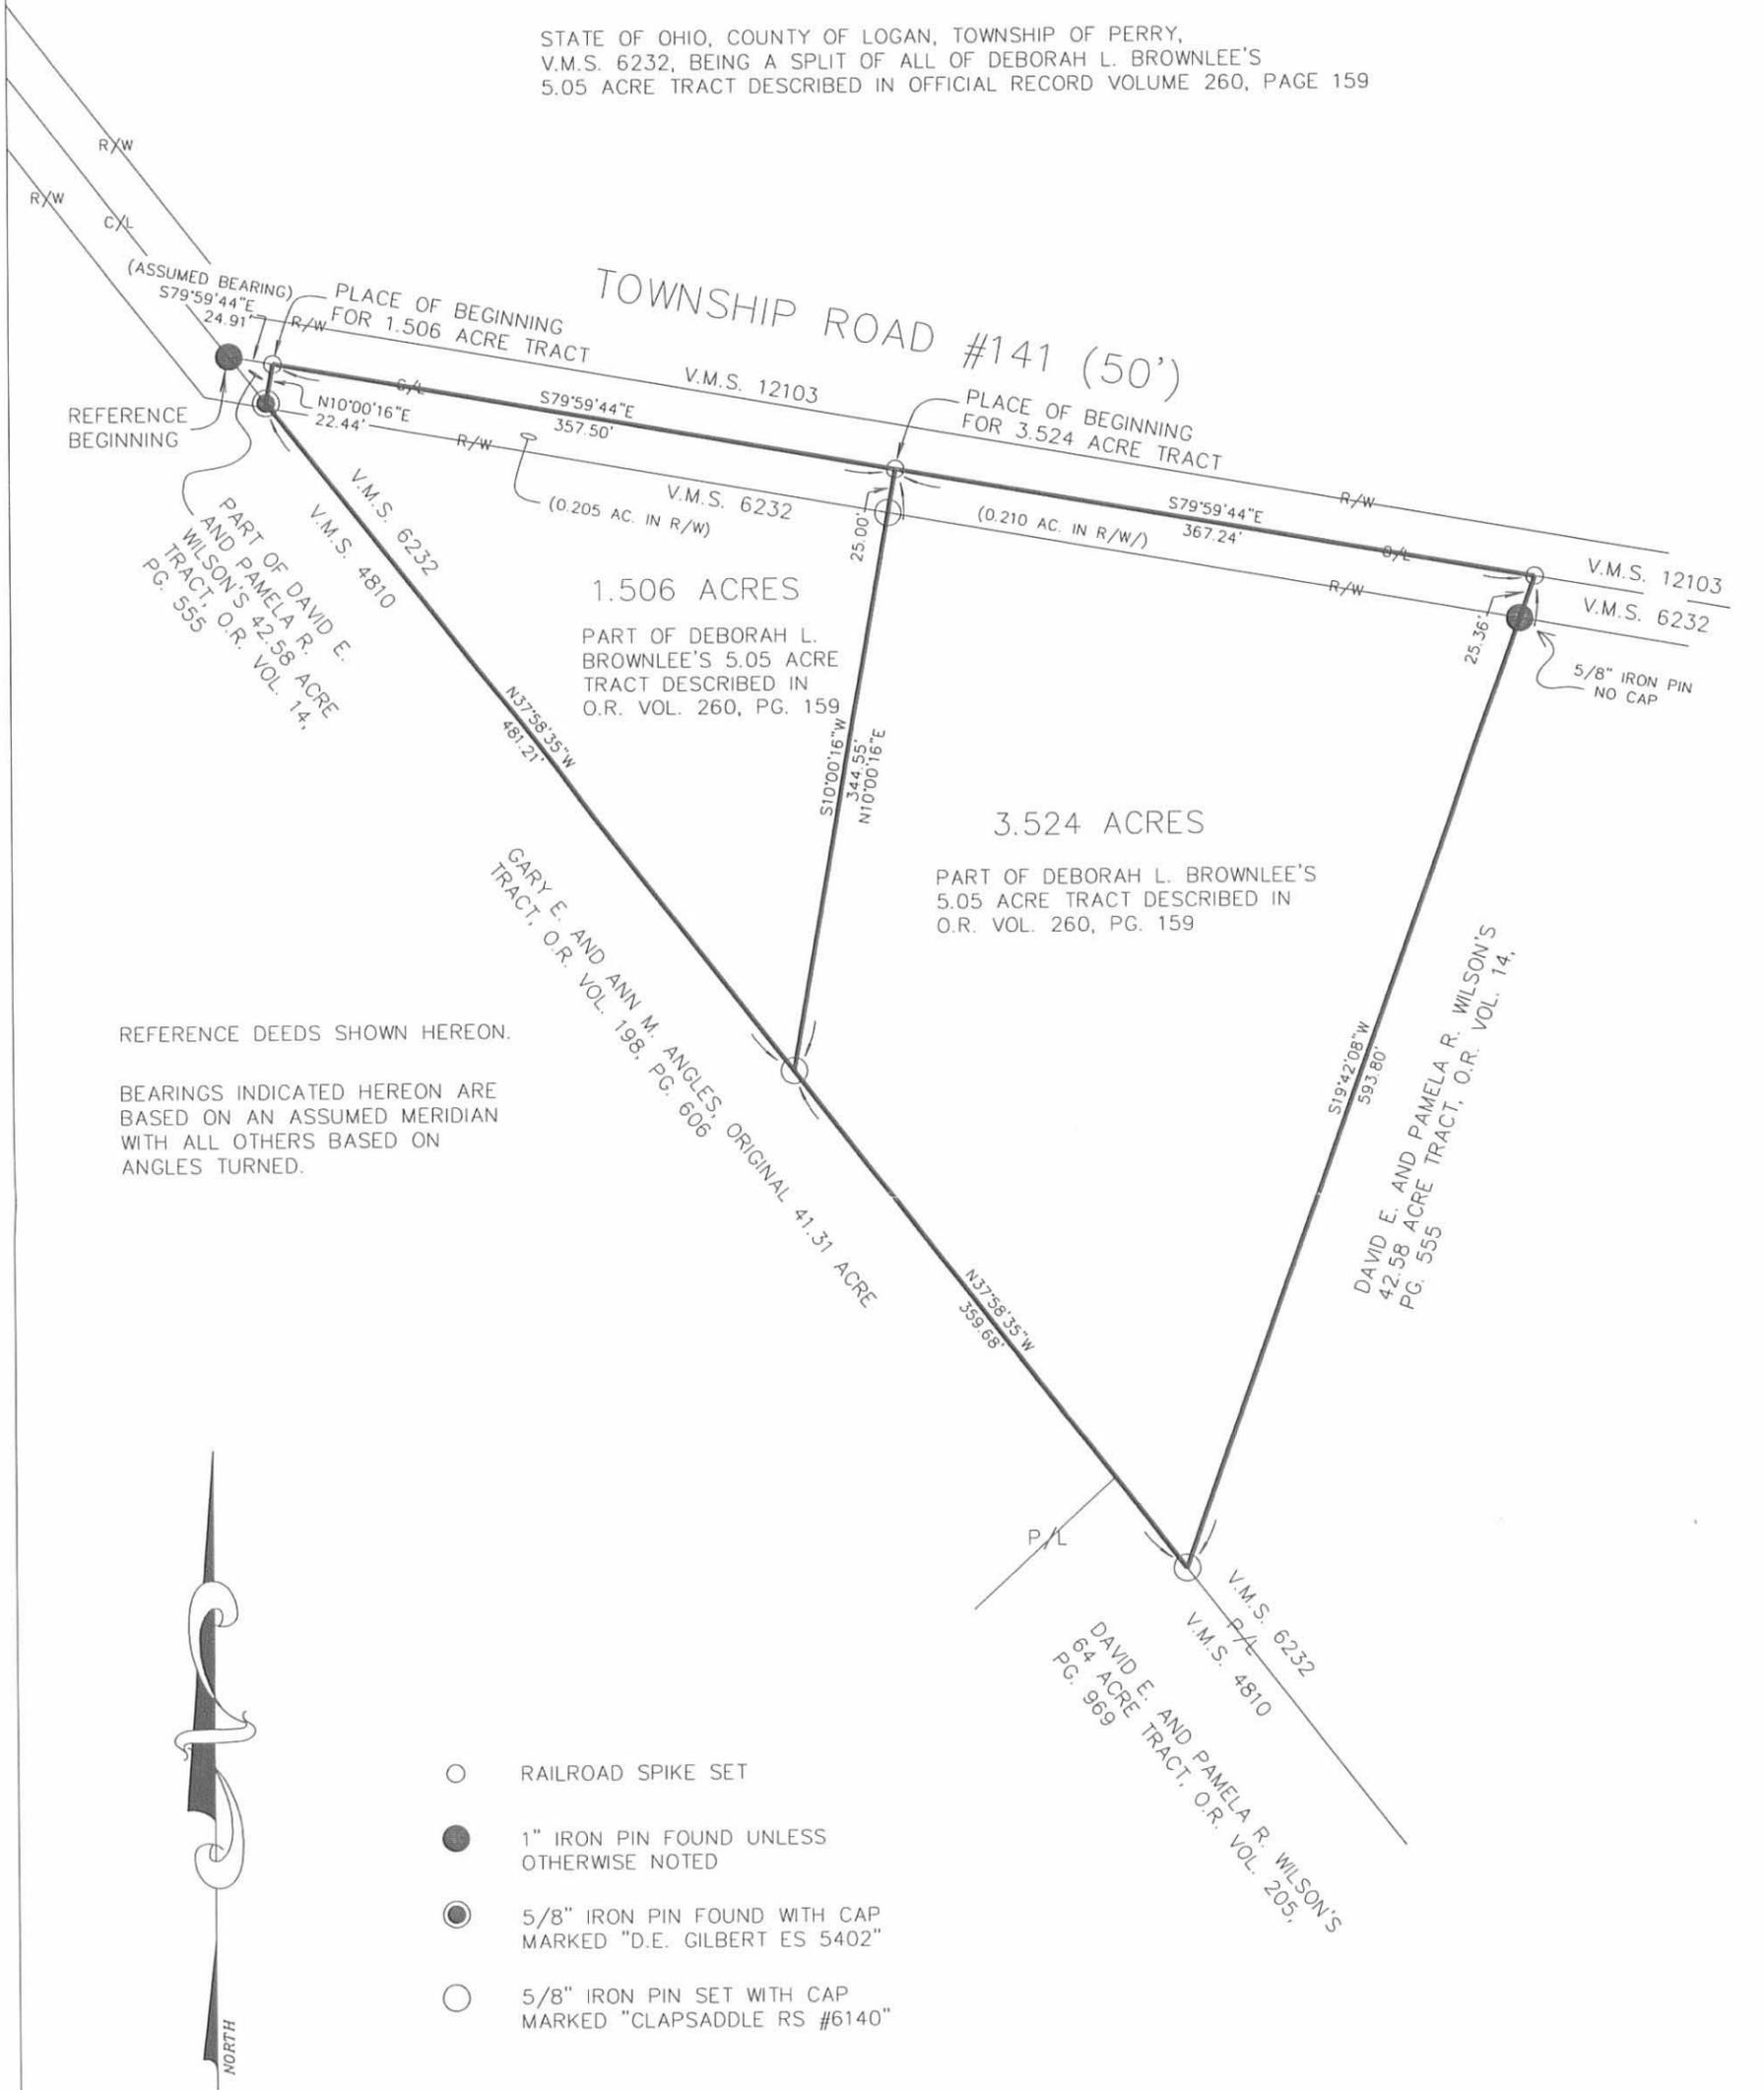 STATE OF OHIO, COUNTY OF LOGAN, TOWNSHIP OF PERRY,
V.M.S. 6232, BEING A SPLIT OF ALL OF DEBORAH L. BROWNLEE'S
5.05 ACRE TRACT DESCRIBED IN OFFICIAL RECORD VOLUME 260, PAGE 159
R/W
R/W
C/L
(ASSUMED BEARING)
S79°59'44"E
24.91'
R/W
PLACE OF BEGINNING
FOR 1.506 ACRE TRACT
TOWNSHIP ROAD #141 (50')
V.M.S. 12103
REFERENCE
BEGINNING
N10°00'16"E
22.44'
C/L
S79°59'44"E
357.50'
R/W
PLACE OF BEGINNING
FOR 3.524 ACRE TRACT
R/W
V.M.S. 6232
(0.205 AC. IN R/W)
25.00'
(0.210 AC. IN R/W/)
S79°59'44"E
367.24'
C/L
R/W
V.M.S. 12103
V.M.S. 6232
25.36'
5/8" IRON PIN
NO CAP
V.M.S. 6232
V.M.S. 4810
PART OF DAVID E.
AND PAMELA R.
WILSON'S 42.58 ACRE
TRACT, O.R. VOL. 14,
PG. 555
1.506 ACRES
PART OF DEBORAH L.
BROWNLEE'S 5.05 ACRE
TRACT DESCRIBED IN
O.R. VOL. 260, PG. 159
N37°58'35"W
481.21'
S10°00'16"W
344.55'
N10°00'16"E
3.524 ACRES
PART OF DEBORAH L. BROWNLEE'S
5.05 ACRE TRACT DESCRIBED IN
O.R. VOL. 260, PG. 159
GARY E. AND ANN M. ANGLES, ORIGINAL 41.31 ACRE
TRACT, O.R. VOL. 198, PG. 606
S19°42'08"W
593.80'
DAVID E. AND PAMELA R. WILSON'S
42.58 ACRE TRACT, O.R. VOL. 14,
PG. 555
REFERENCE DEEDS SHOWN HEREON.
BEARINGS INDICATED HEREON ARE
BASED ON AN ASSUMED MERIDIAN
WITH ALL OTHERS BASED ON
ANGLES TURNED.
N37°58'35"W
359.68'
P/L
V.M.S. 6232
P/L
V.M.S. 4810
DAVID E. AND PAMELA R. WILSON'S
64 ACRE TRACT, O.R. VOL. 205,
PG. 969
RAILROAD SPIKE SET
1" IRON PIN FOUND UNLESS
OTHERWISE NOTED
5/8" IRON PIN FOUND WITH CAP
MARKED "D.E. GILBERT ES 5402"
5/8" IRON PIN SET WITH CAP
MARKED "CLAPSADDLE RS #6140"
NORTH